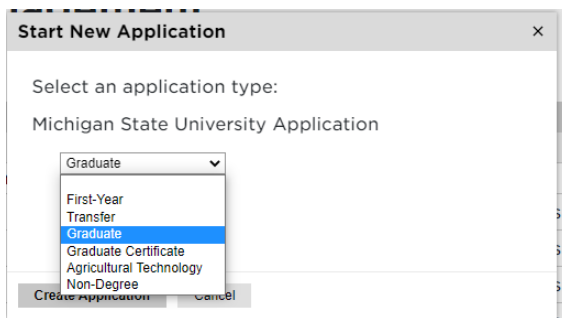 Start New Application ×
Select an application type:
Michigan State University Application
Graduate
First-Year
Transfer
Graduate
Graduate Certificate
Agricultural Technology
Non-Degree
Create Application Cancel